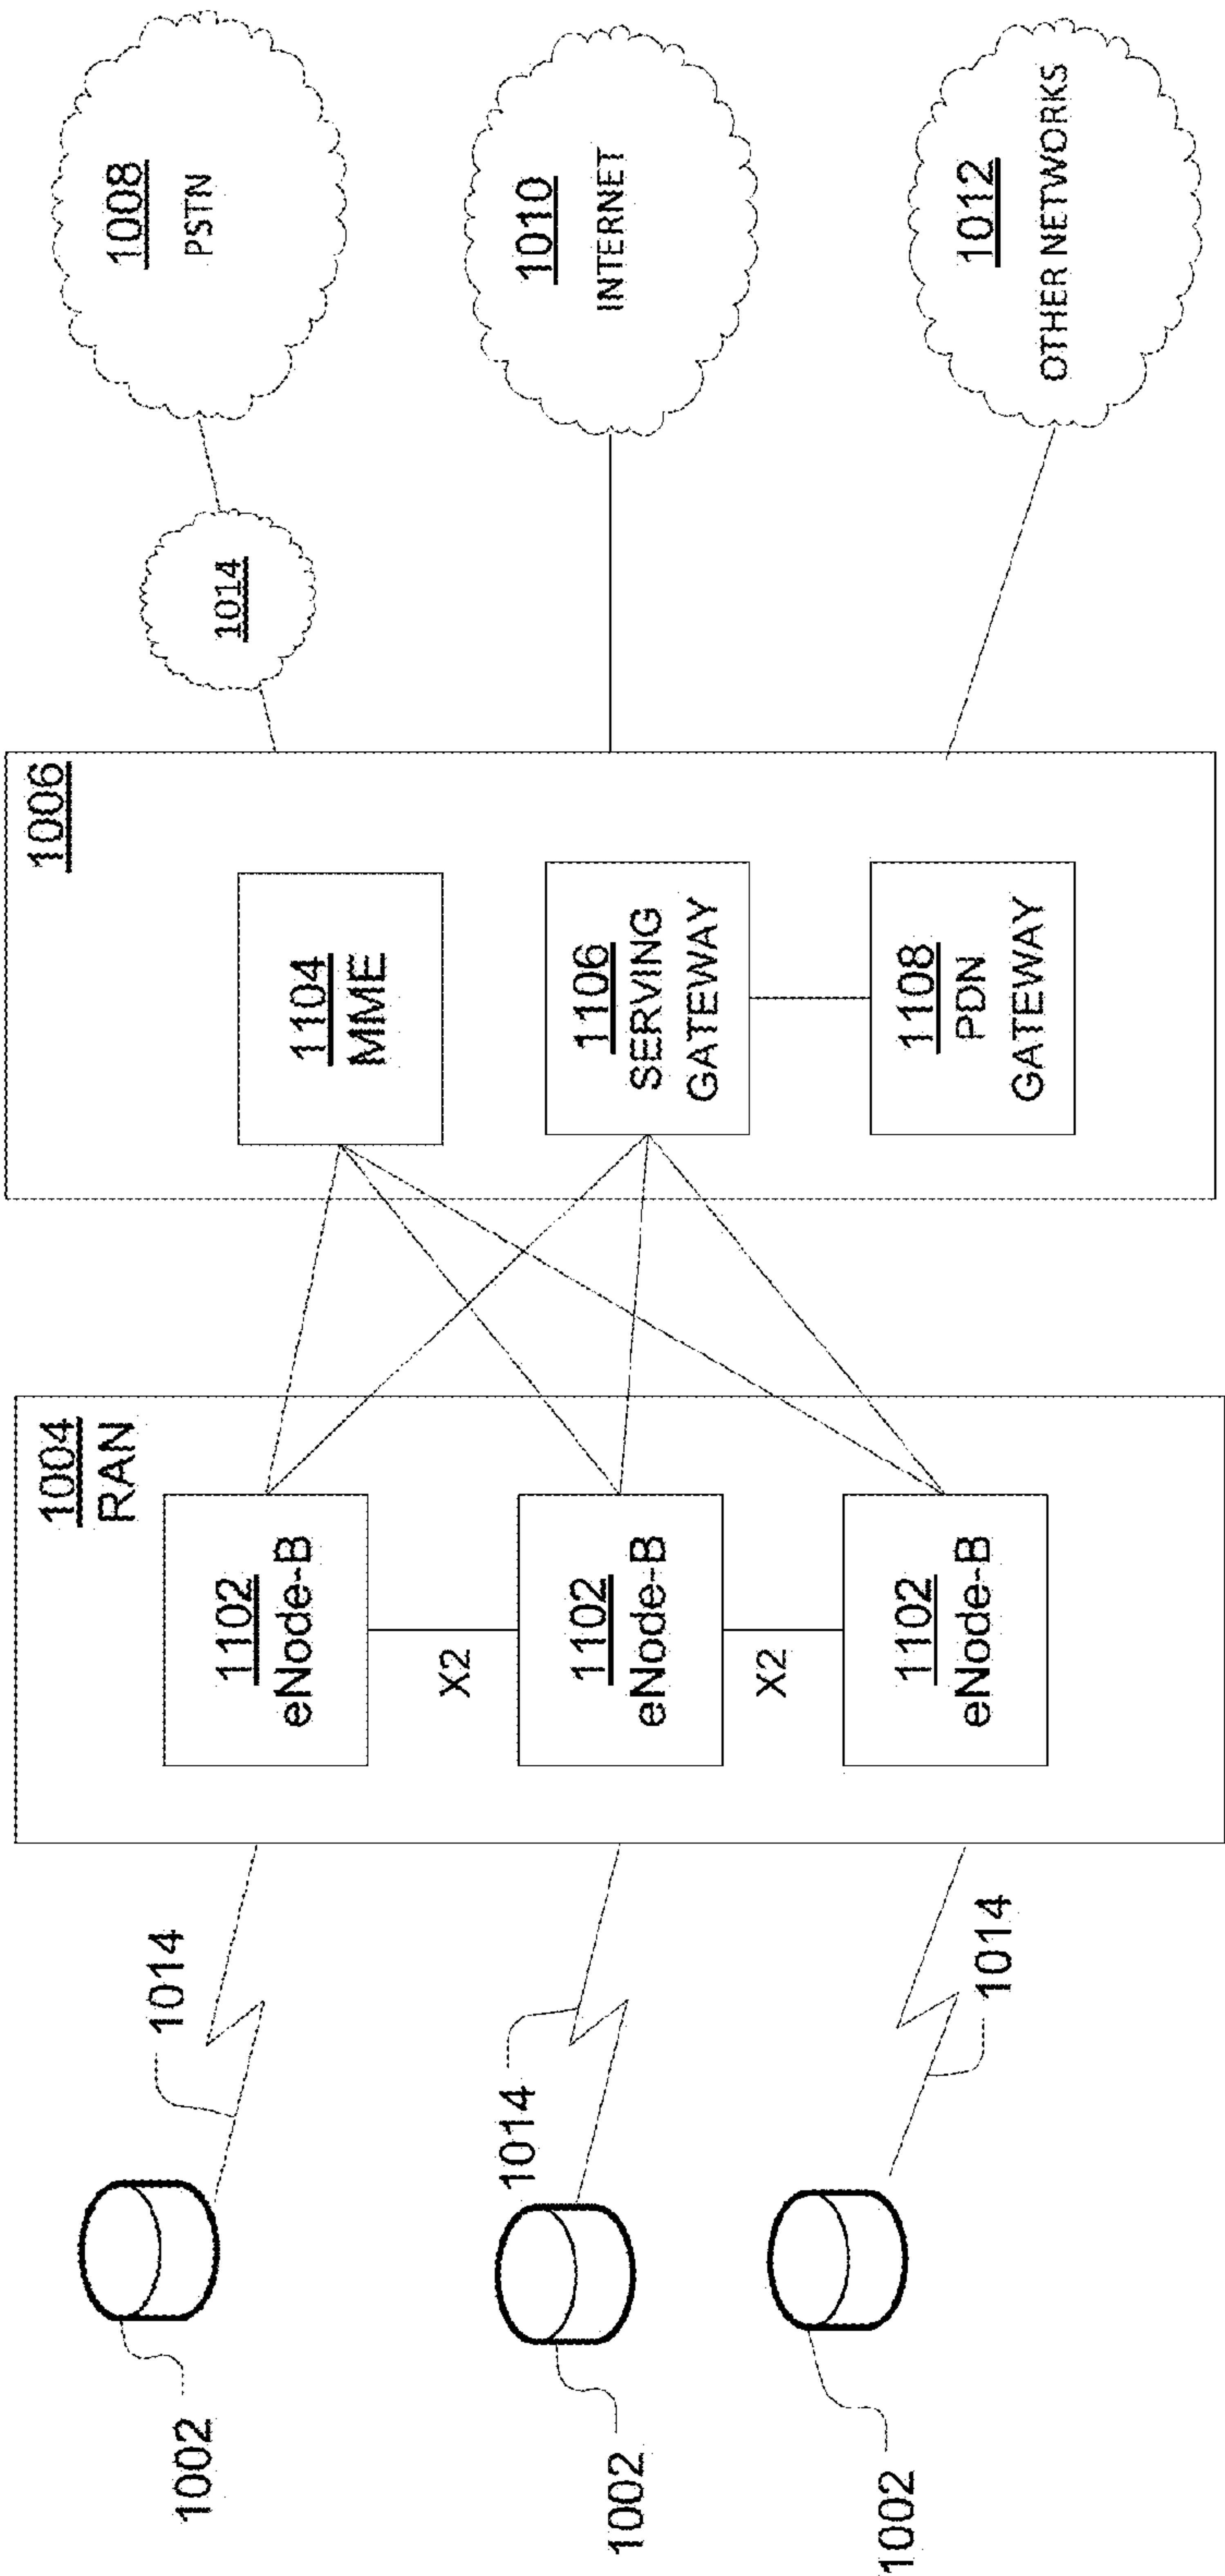 1002
1002
1002
1014
1014
1014
1004
RAN
1102
eNode-B
X2
1102
eNode-B
X2
1102
eNode-B
1006
1104
MME
1106
SERVING
GATEWAY
1108
PDN
GATEWAY
1014
1008
PSTN
1010
INTERNET
1012
OTHER NETWORKS